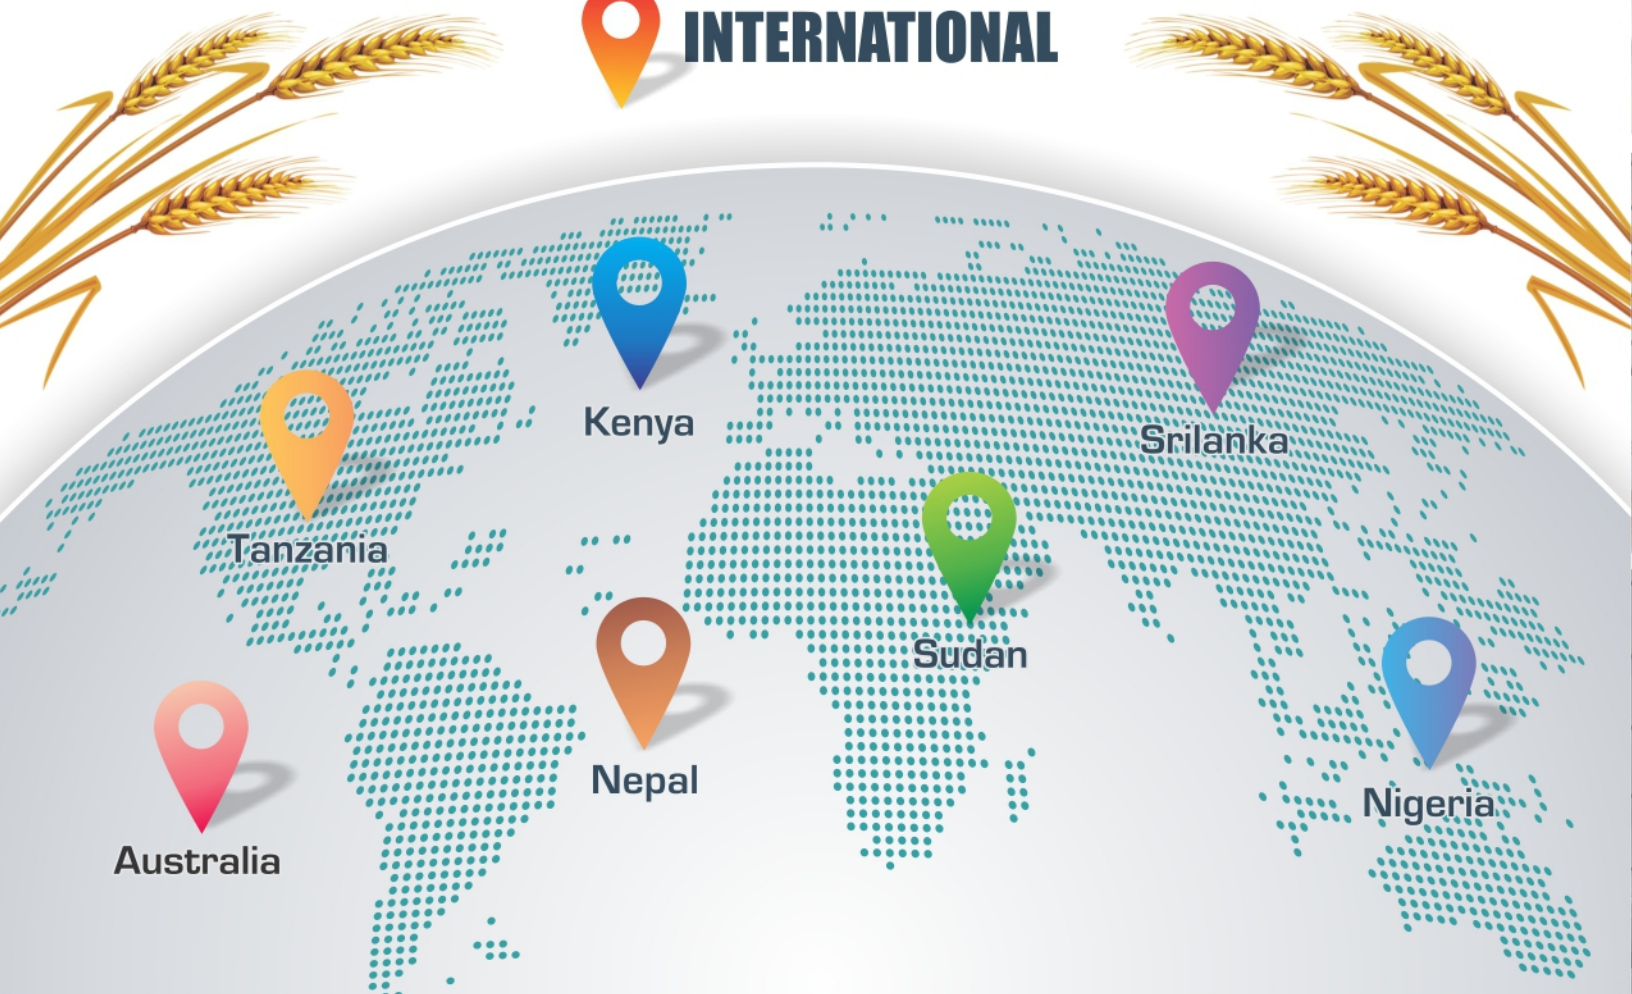 INTERNATIONAL
Kenya
Srilanka
Tanzania
Sudan
Nepal
Nigeria
Australia